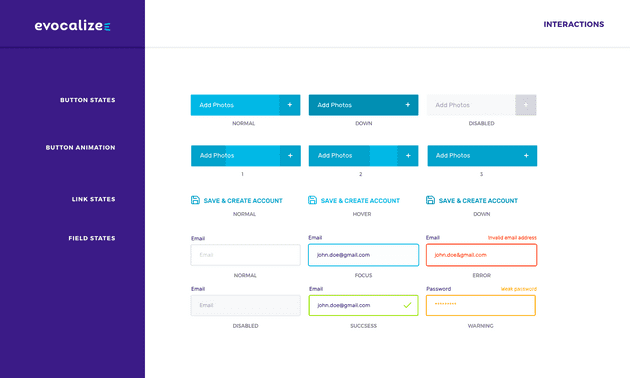 evocalize
INTERACTIONS
BUTTON STATES
Add Photos + Add Photos + Add Photos +
NORMAL DOWN DISABLED
BUTTON ANIMATION
Add Photos + Add Photos + Add Photos +
1 2 3
LINK STATES
SAVE & CREATE ACCOUNT SAVE & CREATE ACCOUNT SAVE & CREATE ACCOUNT
NORMAL HOVER DOWN
FIELD STATES
Email Email Email Invalid email address
Email john.doe@gmail.com john.doe&gmail.com
NORMAL FOCUS ERROR
Email Email Password Weak password
Email john.doe@gmail.com *********
DISABLED SUCCSESS WARNING